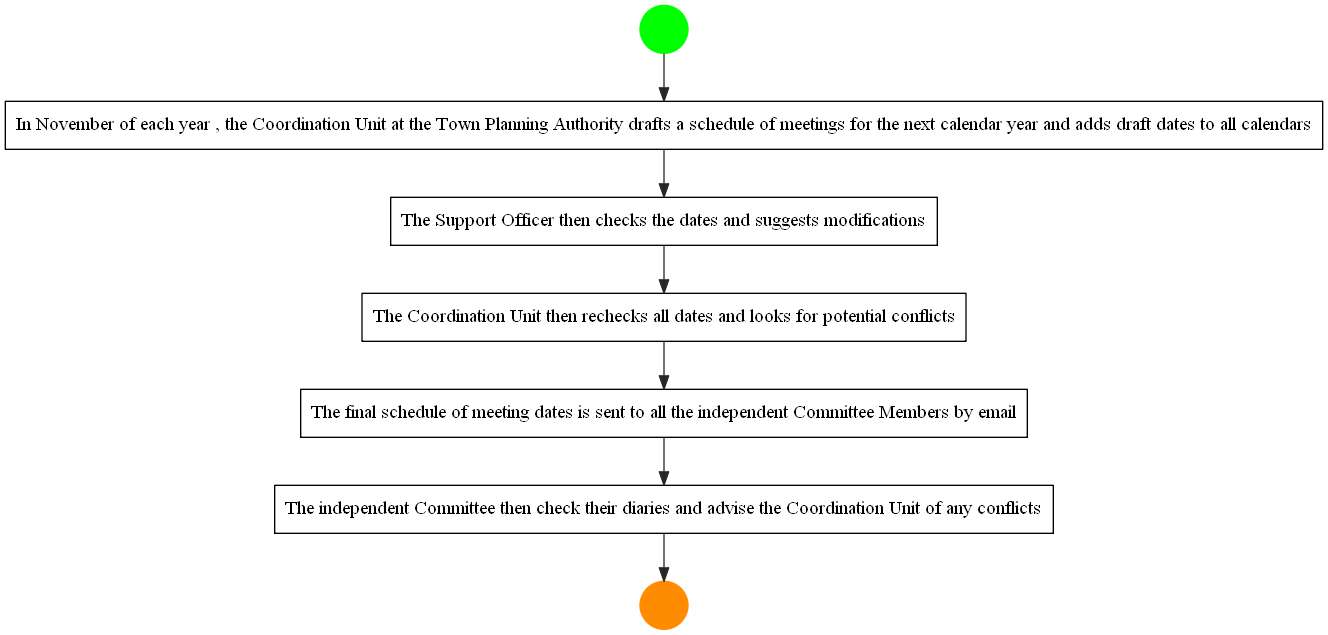 In November of each year , the Coordination Unit at the Town Planning Authority drafts a schedule of meetings for the next calendar year and adds draft dates to all calendars
The Support Officer then checks the dates and suggests modifications
The Coordination Unit then rechecks all dates and looks for potential conflicts
The final schedule of meeting dates is sent to all the independent Committee Members by email
The independent Committee then check their diaries and advise the Coordination Unit of any conflicts